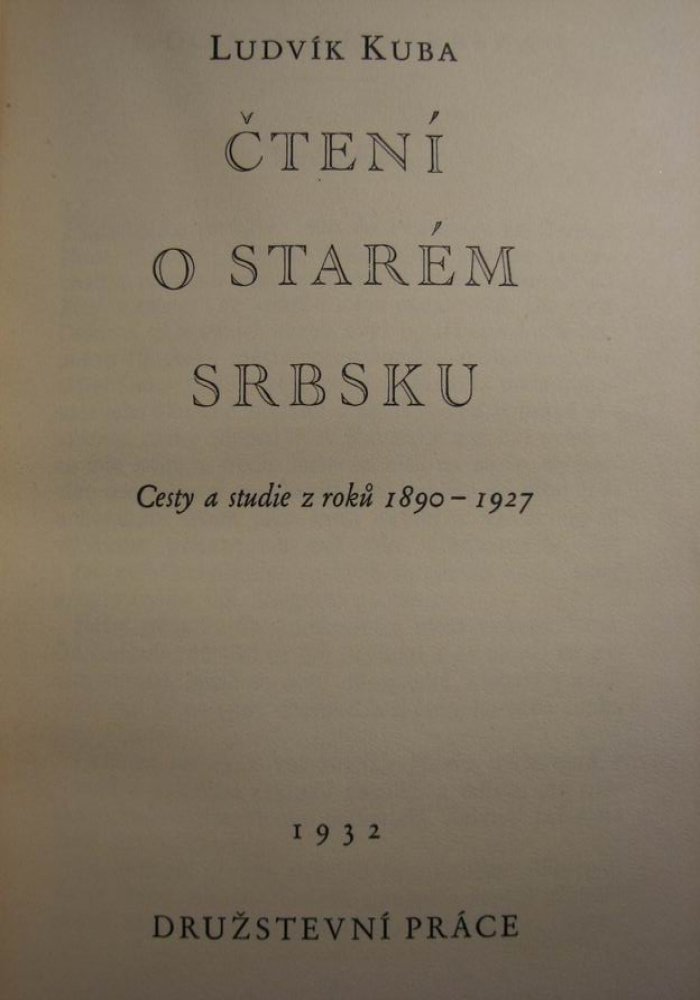 Ludvík Kuba
ČTENÍ
O STARÉM
SRBSKU
Cesty a studie z roků 1890 – 1927
1932
DRUŽSTEVNÍ PRÁCE